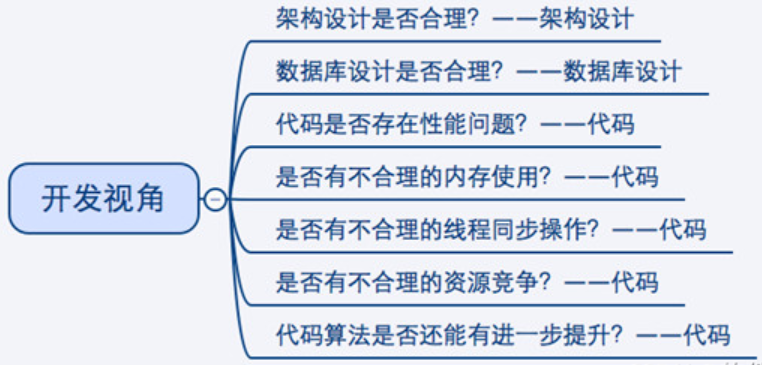 架构设计是否合理？——架构设计
数据库设计是否合理？——数据库设计
代码是否存在性能问题？——代码
开发视角
是否有不合理的内存使用？——代码
是否有不合理的线程同步操作？——代码
是否有不合理的资源竞争？——代码
代码算法是否还能有进一步提升？——代码